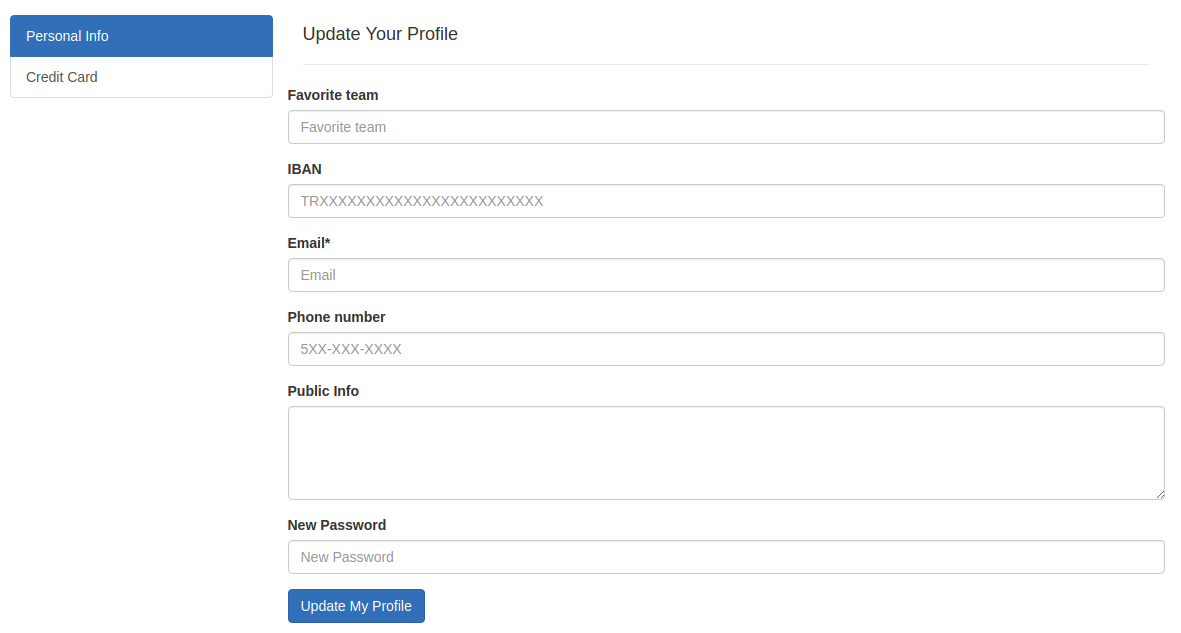 Personal Info
Credit Card
Update Your Profile
Favorite team
Favorite team
IBAN
TRXXXXXXXXXXXXXXXXXXXXXXXX
Email*
Email
Phone number
5XX-XXX-XXXX
Public Info
New Password
New Password
Update My Profile